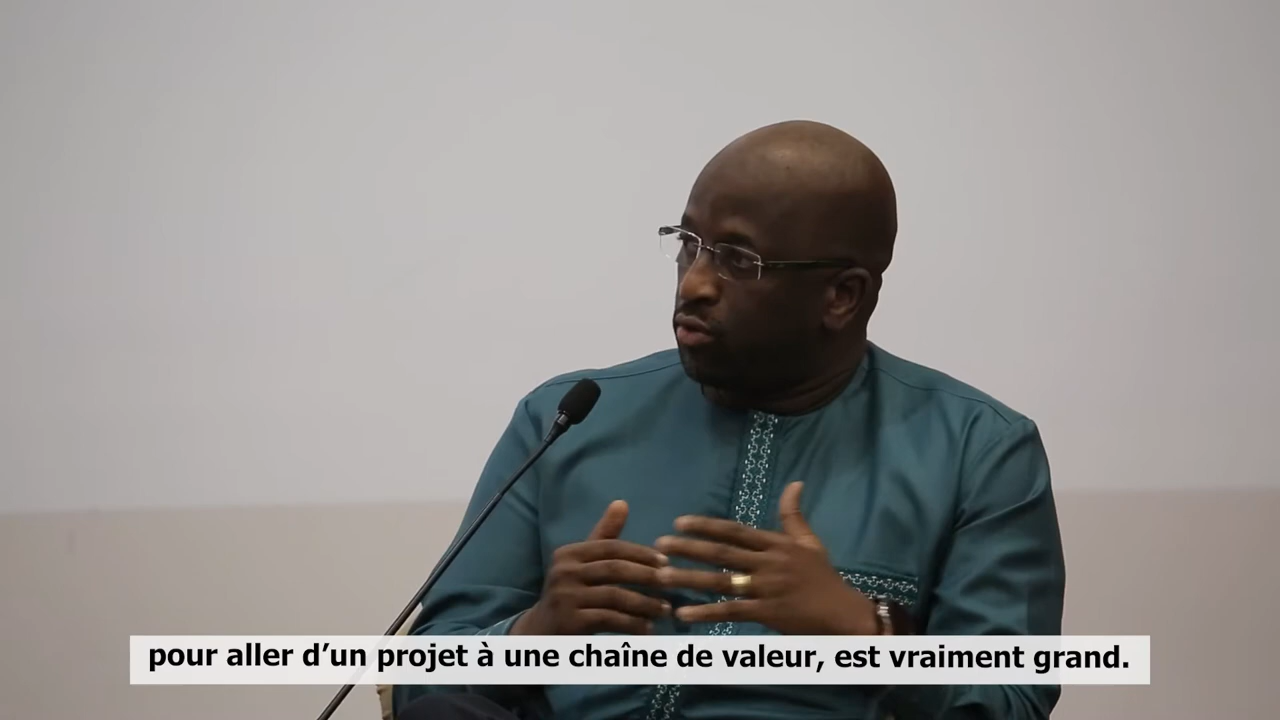 pour aller d’un projet à une chaîne de valeur, est vraiment grand.